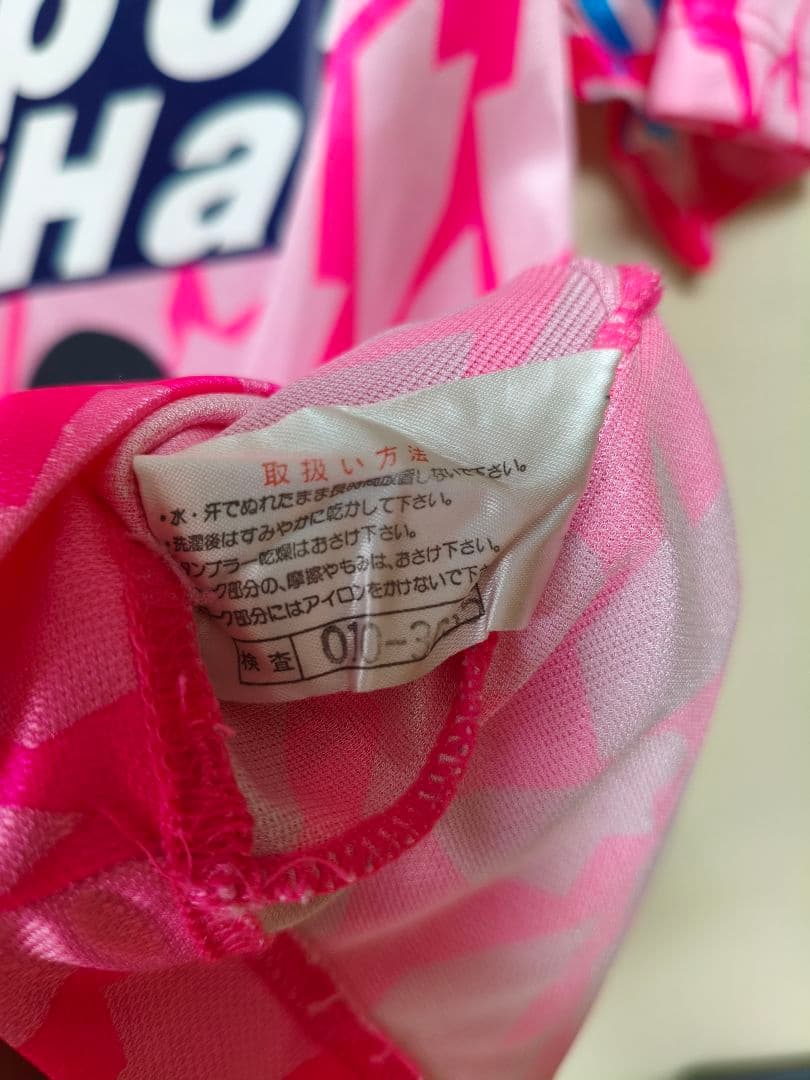 po
Ha
取扱い方法
・水・汗でぬれたまま長時間放置しないで下さい。
・洗濯後はすみやかに乾かして下さい。
タンブラー乾燥はおさけ下さい。
ーク部分の、摩擦やもみは、おさけ下さい。
ーク部分にはアイロンをかけないで下
検査 010-3